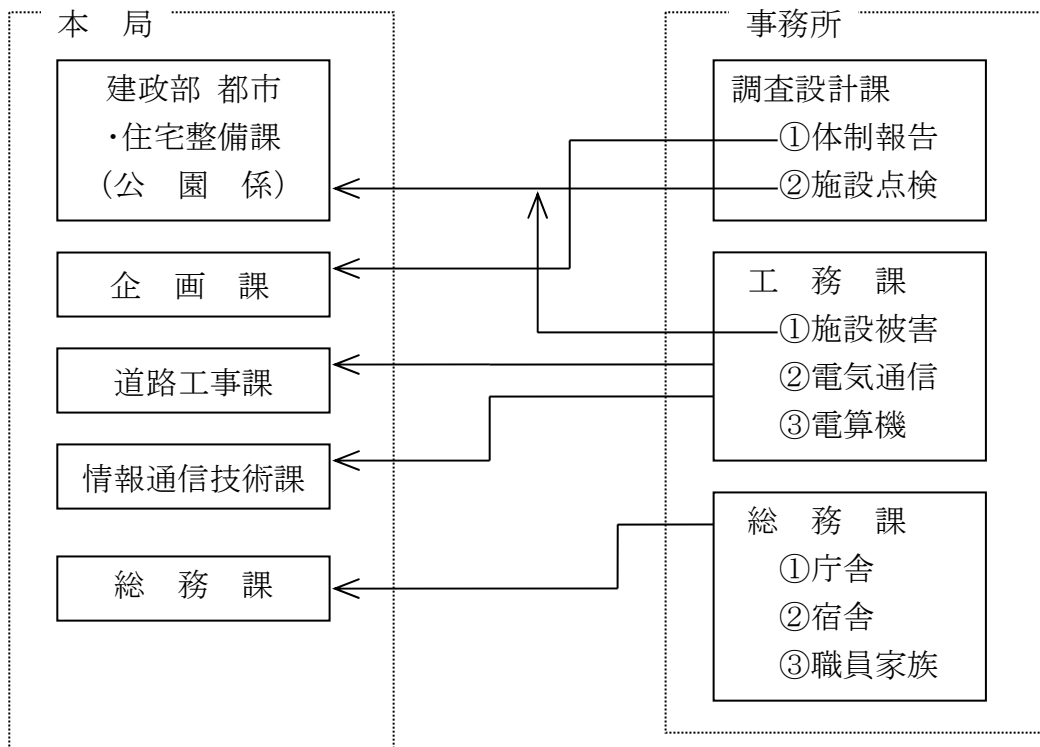 本　局
建政部 都市
・住宅整備課
（公　園　係）
企　画　課
道路工事課
情報通信技術課
総　務　課
事務所
調査設計課
①体制報告
②施設点検
工　務　課
①施設被害
②電気通信
③電算機
総　務　課
①庁舎
②宿舎
③職員家族